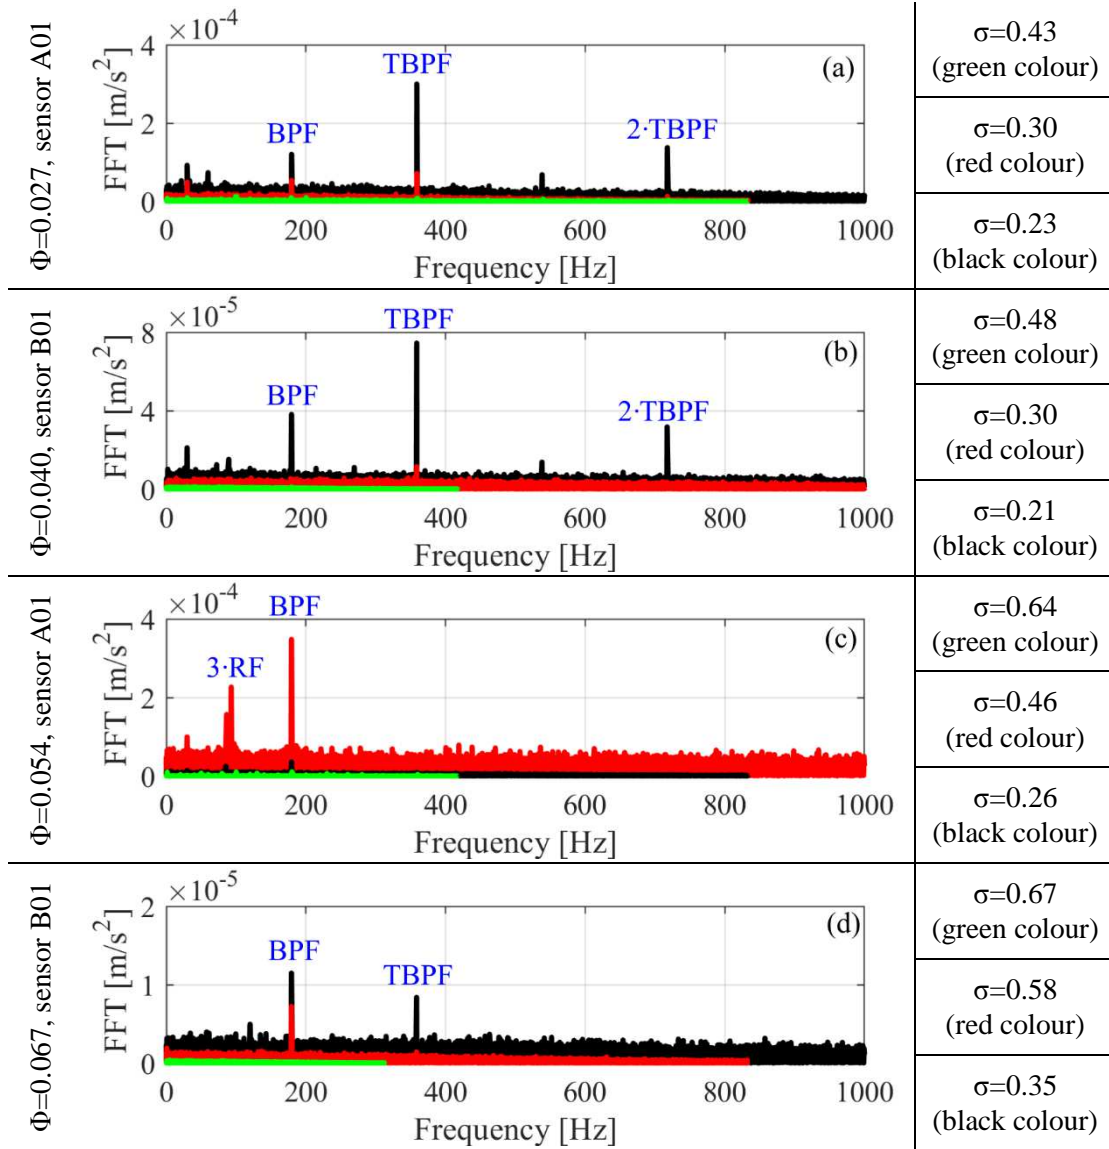 Φ=0.027, sensor A01
×10-4
FFT [m/s2]
4
2
0
BPF
TBPF
2·TBPF
(a)
0 200 400 600 800 1000
Frequency [Hz]
σ=0.43
(green colour)
σ=0.30
(red colour)
σ=0.23
(black colour)
Φ=0.040, sensor B01
×10-5
FFT [m/s2]
8
4
0
BPF
TBPF
2·TBPF
(b)
0 200 400 600 800 1000
Frequency [Hz]
σ=0.48
(green colour)
σ=0.30
(red colour)
σ=0.21
(black colour)
Φ=0.054, sensor A01
×10-4
FFT [m/s2]
4
2
0
3·RF
BPF
(c)
0 200 400 600 800 1000
Frequency [Hz]
σ=0.64
(green colour)
σ=0.46
(red colour)
σ=0.26
(black colour)
Φ=0.067, sensor B01
×10-5
FFT [m/s2]
2
1
0
BPF
TBPF
(d)
0 200 400 600 800 1000
Frequency [Hz]
σ=0.67
(green colour)
σ=0.58
(red colour)
σ=0.35
(black colour)